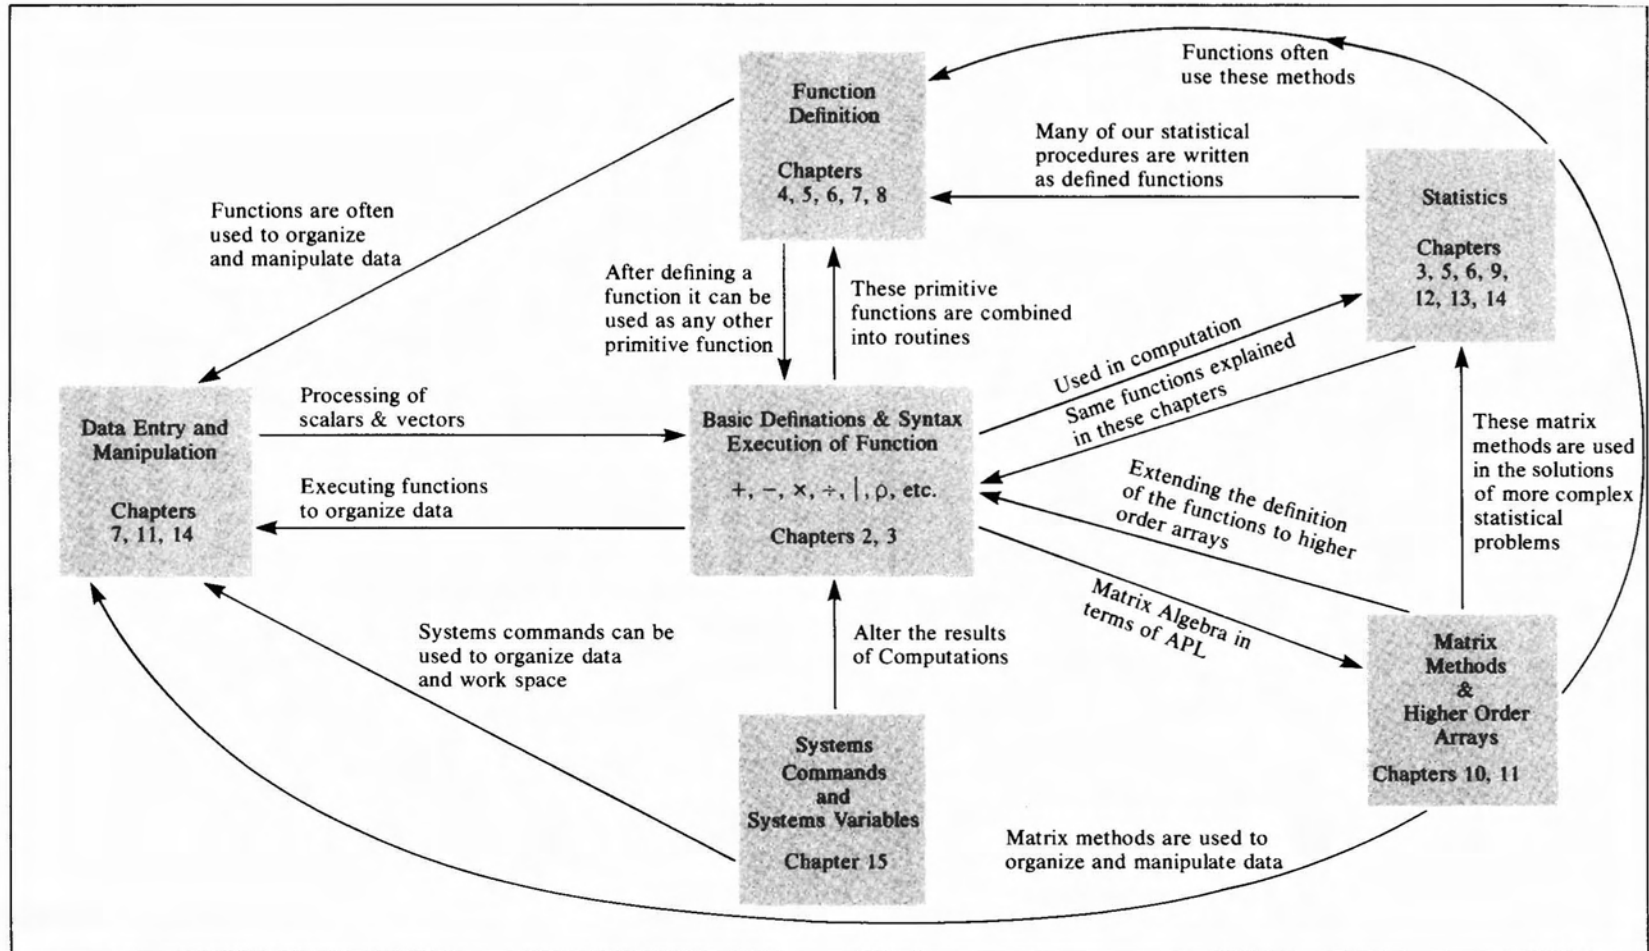 Functions often
use these methods
Function
Definition
Chapters
4, 5, 6, 7, 8
Many of our statistical
procedures are written
as defined functions
Statistics
Chapters
3, 5, 6, 9,
12, 13, 14
Functions are often
used to organize
and manipulate data
After defining a
function it can be
used as any other
primitive function
These primitive
functions are combined
into routines
Used in computation
Same functions explained
in these chapters
Data Entry and
Manipulation
Chapters
7, 11, 14
Processing of
scalars & vectors
Executing functions
to organize data
Basic Definations & Syntax
Execution of Function
+, −, ×, ÷, |, ρ, etc.
Chapters 2, 3
These matrix
methods are used
in the solutions
of more complex
statistical
problems
Extending the definition
of the functions to higher
order arrays
Matrix Algebra in
terms of APL
Systems commands can be
used to organize data
and work space
Alter the results
of Computations
Systems
Commands
and
Systems Variables
Chapter 15
Matrix
Methods
&
Higher Order
Arrays
Chapters 10, 11
Matrix methods are used to
organize and manipulate data